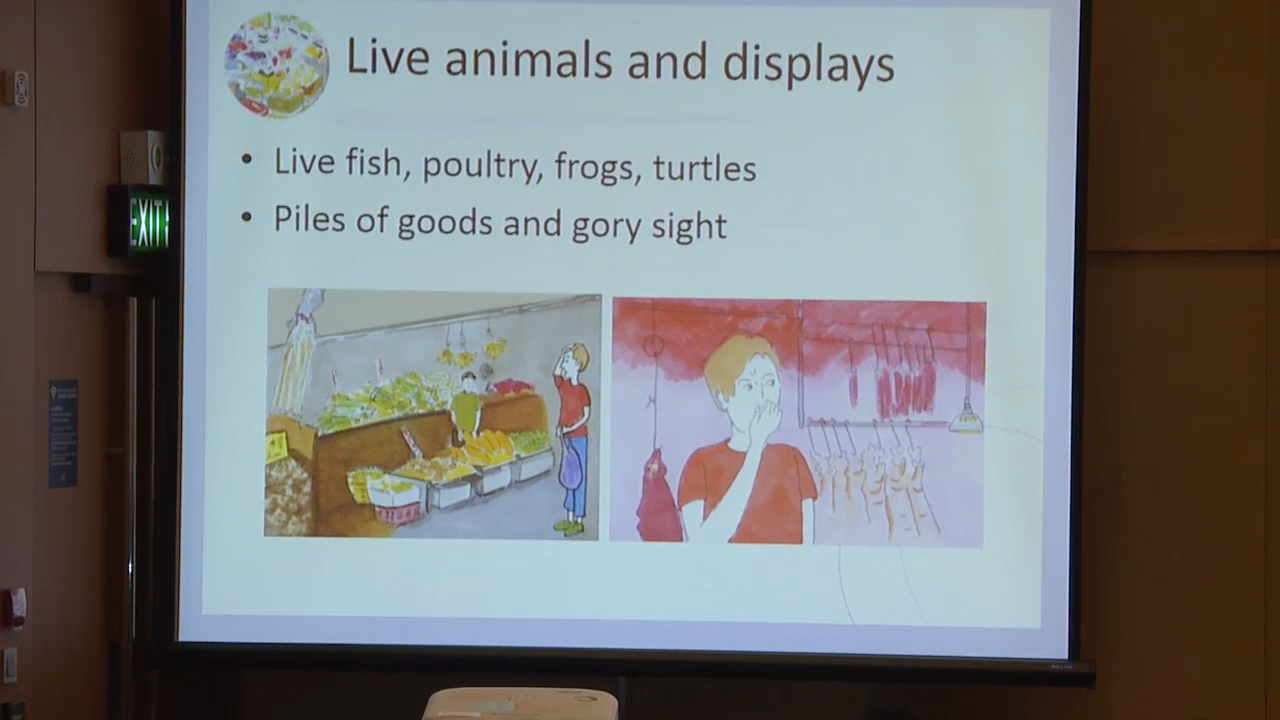 Live animals and displays
• Live fish, poultry, frogs, turtles
• Piles of goods and gory sight
EXIT